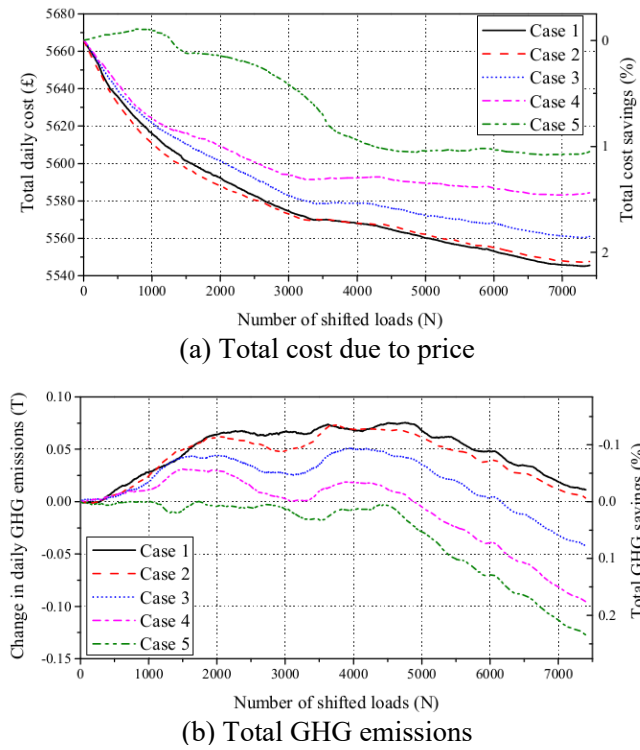 5680
5660
5640
5620
5600
5580
5560
5540
Total daily cost (£)
0
1
2
Total cost savings (%)
Case 1
Case 2
Case 3
Case 4
Case 5
0 1000 2000 3000 4000 5000 6000 7000
Number of shifted loads (N)
(a) Total cost due to price
0.10
0.05
0.00
-0.05
-0.10
-0.15
Change in daily GHG emissions (T)
-0.1
0.0
0.1
0.2
Total GHG savings (%)
Case 1
Case 2
Case 3
Case 4
Case 5
0 1000 2000 3000 4000 5000 6000 7000
Number of shifted loads (N)
(b) Total GHG emissions